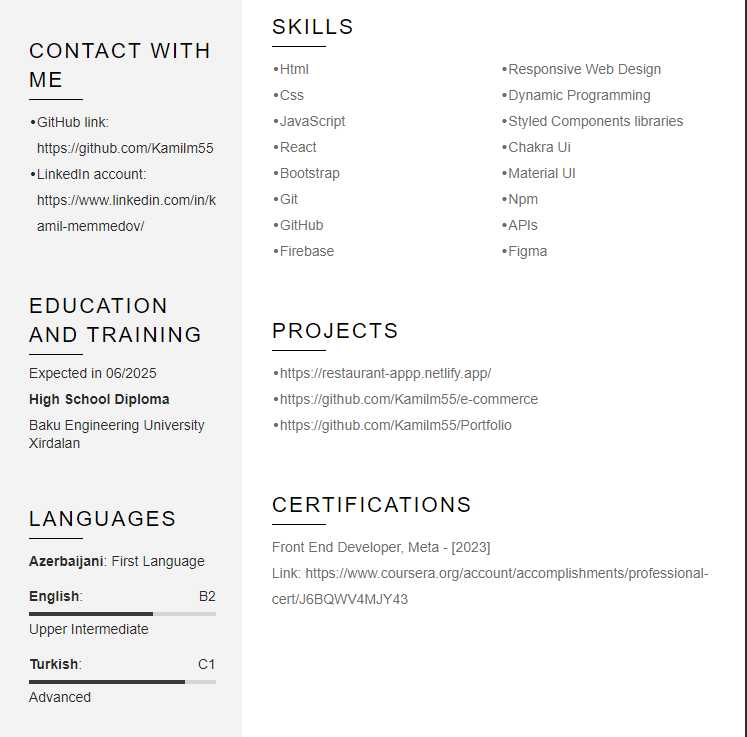 CONTACT WITH
ME
•GitHub link:
https://github.com/Kamilm55
•LinkedIn account:
https://www.linkedin.com/in/k
amil-memmedov/
EDUCATION
AND TRAINING
Expected in 06/2025
High School Diploma
Baku Engineering University
Xirdalan
LANGUAGES
Azerbaijani: First Language
English: B2
Upper Intermediate
Turkish: C1
Advanced
SKILLS
•Html
•Css
•JavaScript
•React
•Bootstrap
•Git
•GitHub
•Firebase
•Responsive Web Design
•Dynamic Programming
•Styled Components libraries
•Chakra Ui
•Material UI
•Npm
•APIs
•Figma
PROJECTS
•https://restaurant-appp.netlify.app/
•https://github.com/Kamilm55/e-commerce
•https://github.com/Kamilm55/Portfolio
CERTIFICATIONS
Front End Developer, Meta - [2023]
Link: https://www.coursera.org/account/accomplishments/professional-
cert/J6BQWV4MJY43